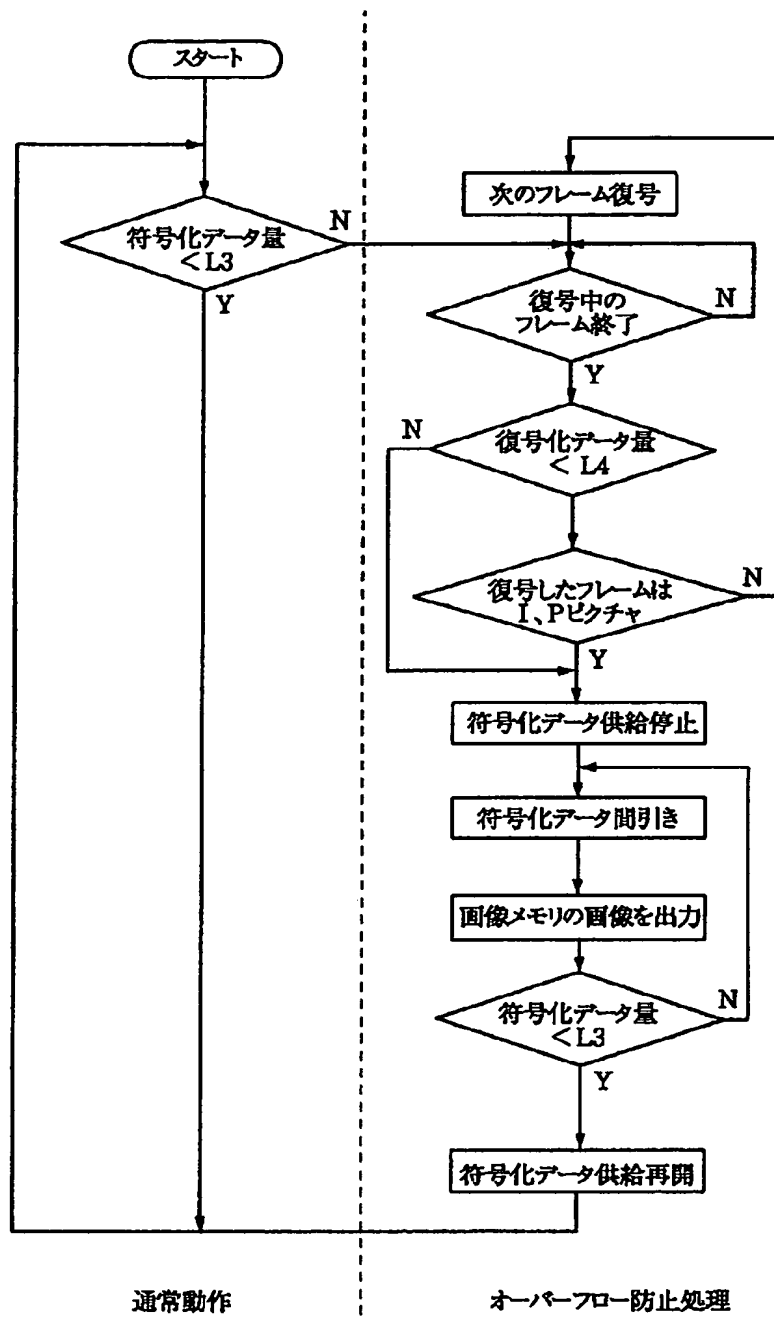 スタート
符号化データ量
<L3
N
Y
次のフレーム復号
復号中の
フレーム終了
N
Y
復号化データ量
< L4
N
復号したフレームは
I、Pピクチャ
N
Y
符号化データ供給停止
符号化データ間引き
画像メモリの画像を出力
符号化データ量
<L3
N
Y
符号化データ供給再開
通常動作
オーバーフロー防止処理